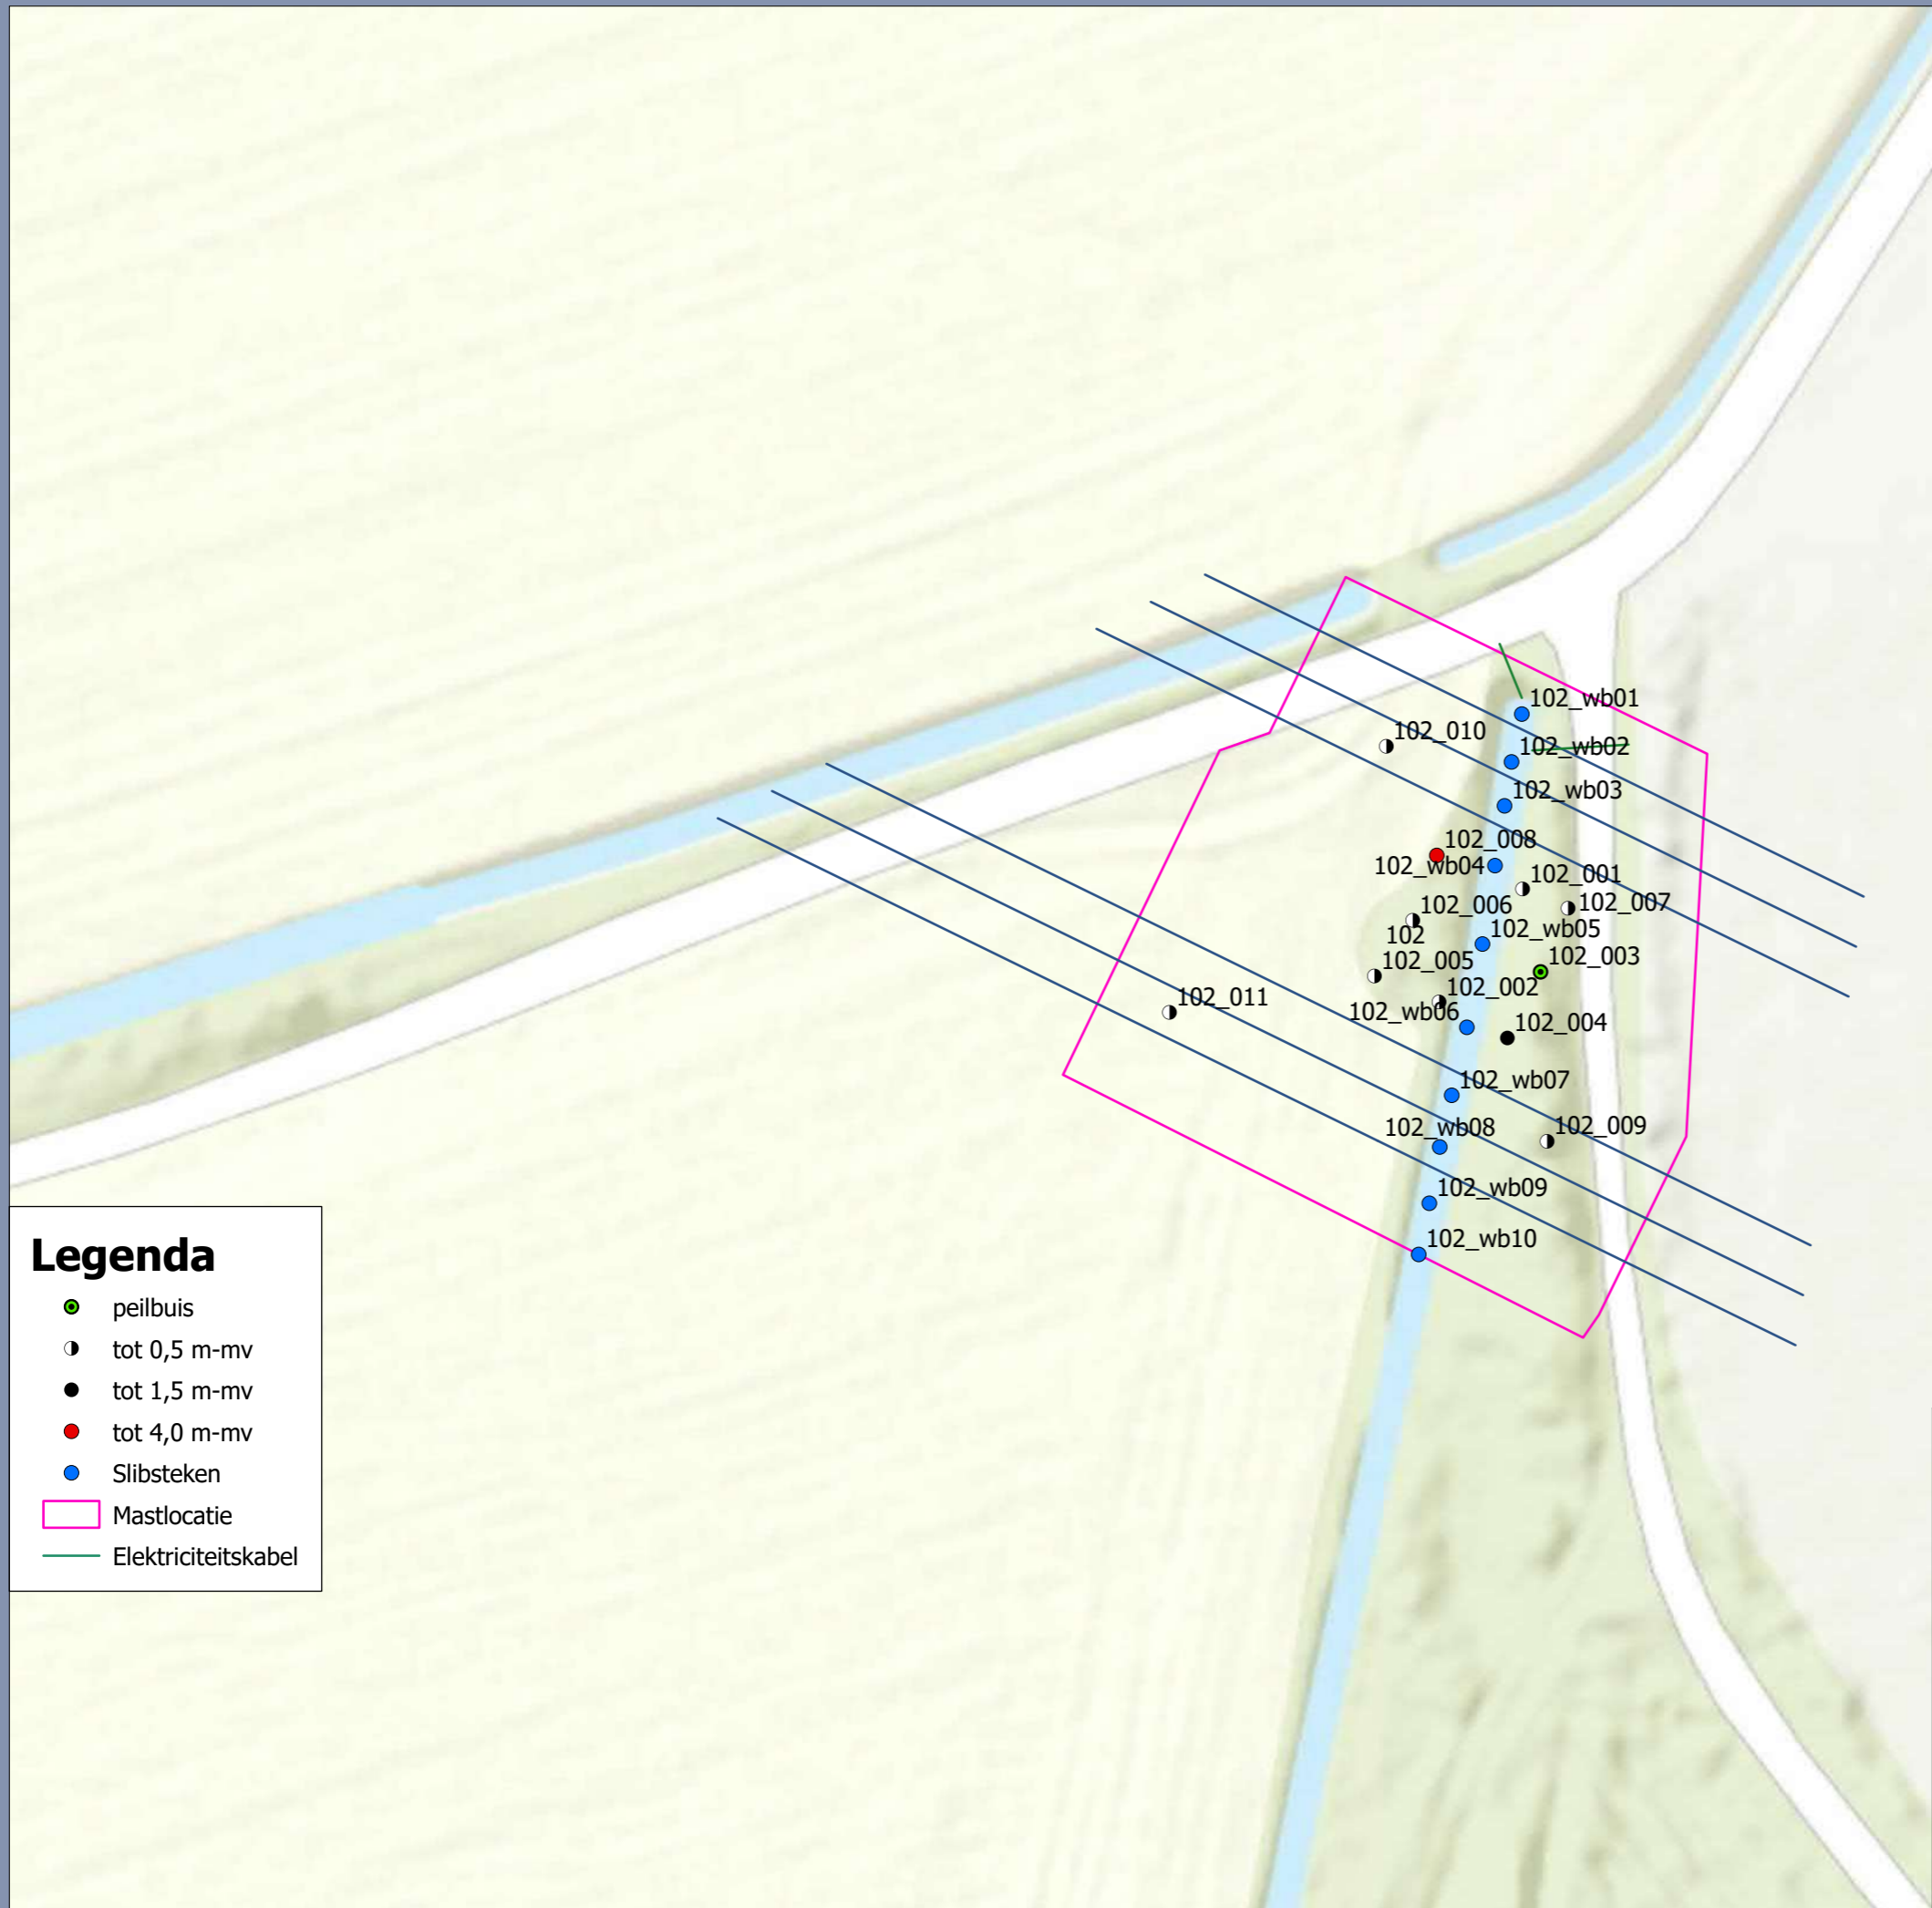 102_wb01
102_010
102_wb02
102_wb03
102_008
102_wb04
102_001
102_007
102_006
102
102_wb05
102_003
102_005
102_002
102_011
102_wb06
102_004
102_wb07
102_wb08
102_009
102_wb09
102_wb10
Legenda
peilbuis
tot 0,5 m-mv
tot 1,5 m-mv
tot 4,0 m-mv
Slibsteken
Mastlocatie
Elektriciteitskabel